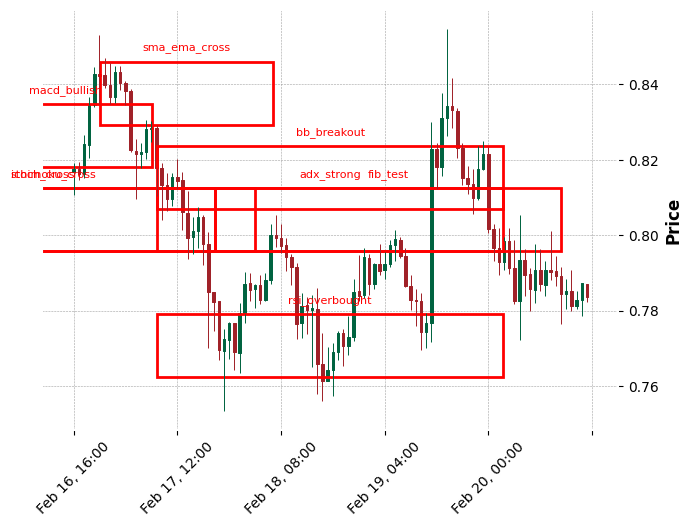 sma_ema_cross
macd_bullish
bb_breakout
adx_strong
fib_test
rsi_overbought
0.84
0.82
0.80
0.78
0.76
Price
Feb 16, 16:00
Feb 17, 12:00
Feb 18, 08:00
Feb 19, 04:00
Feb 20, 00:00